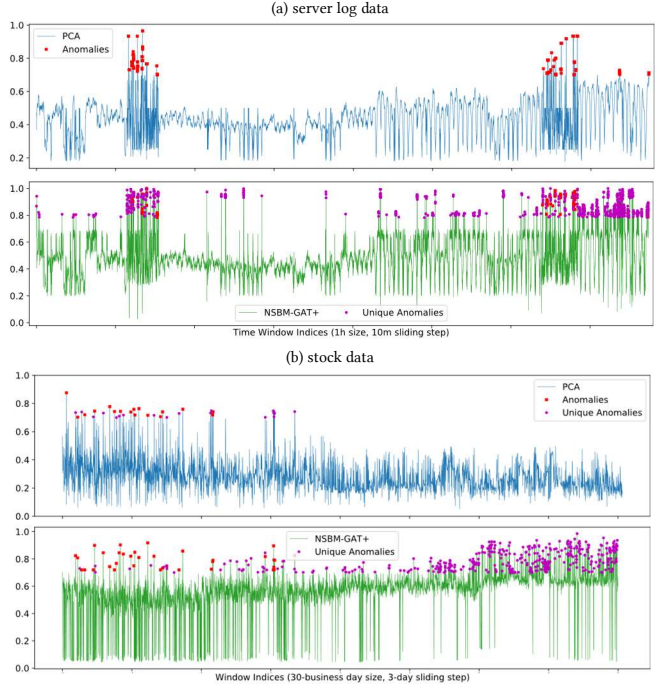 (a) server log data
1.0
0.8
0.6
0.4
0.2
PCA
Anomalies
1.0
0.8
0.6
0.4
0.2
0.0
NSBM-GAT+
Unique Anomalies
Time Window Indices (1h size, 10m sliding step)
(b) stock data
1.0
0.8
0.6
0.4
0.2
0.0
PCA
Anomalies
Unique Anomalies
1.0
0.8
0.6
0.4
0.2
0.0
NSBM-GAT+
Unique Anomalies
Window Indices (30-business day size, 3-day sliding step)